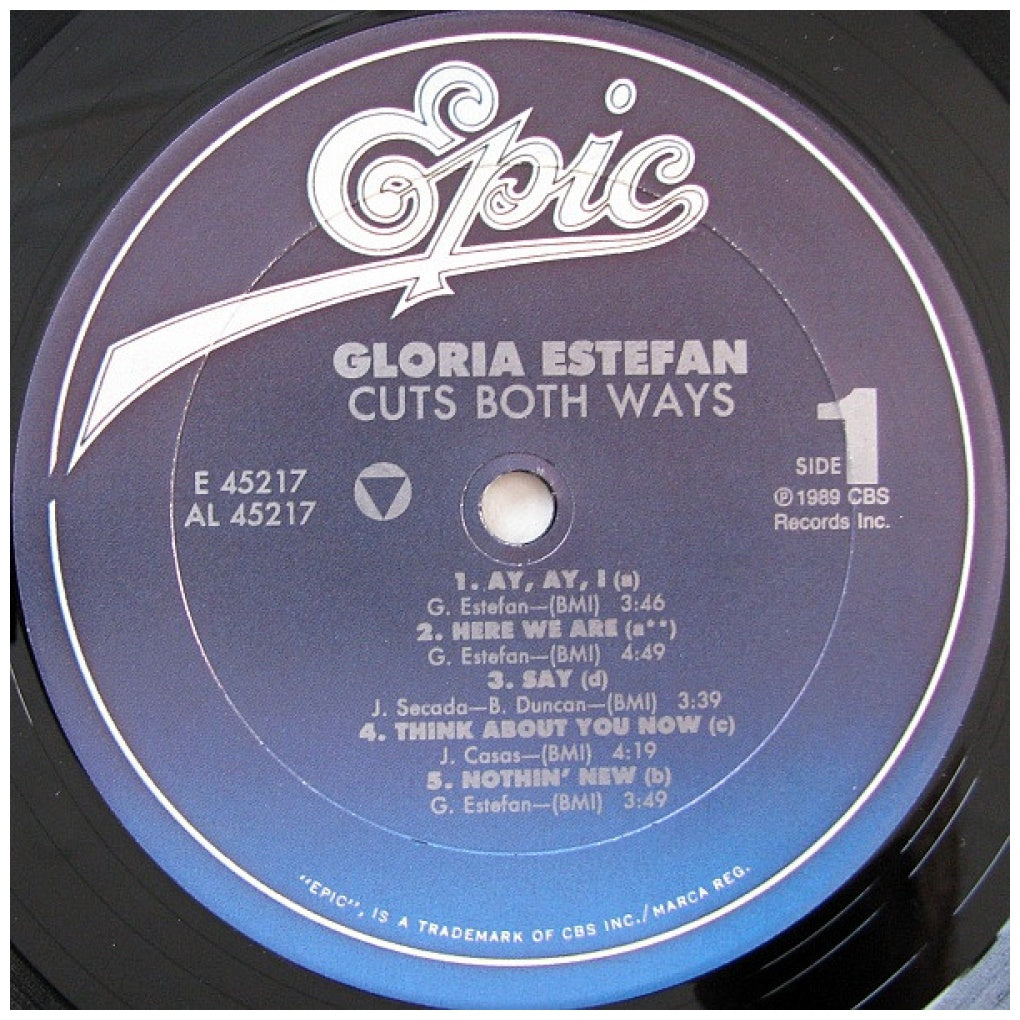 Epic
GLORIA ESTEFAN
CUTS BOTH WAYS
SIDE 1
E 45217
AL 45217
℗ 1989 CBS
Records Inc.
1. AY, AY, I (a)
G. Estefan—(BMI) 3:46
2. HERE WE ARE (a**)
G. Estefan—(BMI) 4:49
3. SAY (d)
J. Secada—B. Duncan—(BMI) 3:39
4. THINK ABOUT YOU NOW (c)
J. Casas—(BMI) 4:19
5. NOTHIN' NEW (b)
G. Estefan—(BMI) 3:49
"EPIC", IS A TRADEMARK OF CBS INC./MARCA REG.